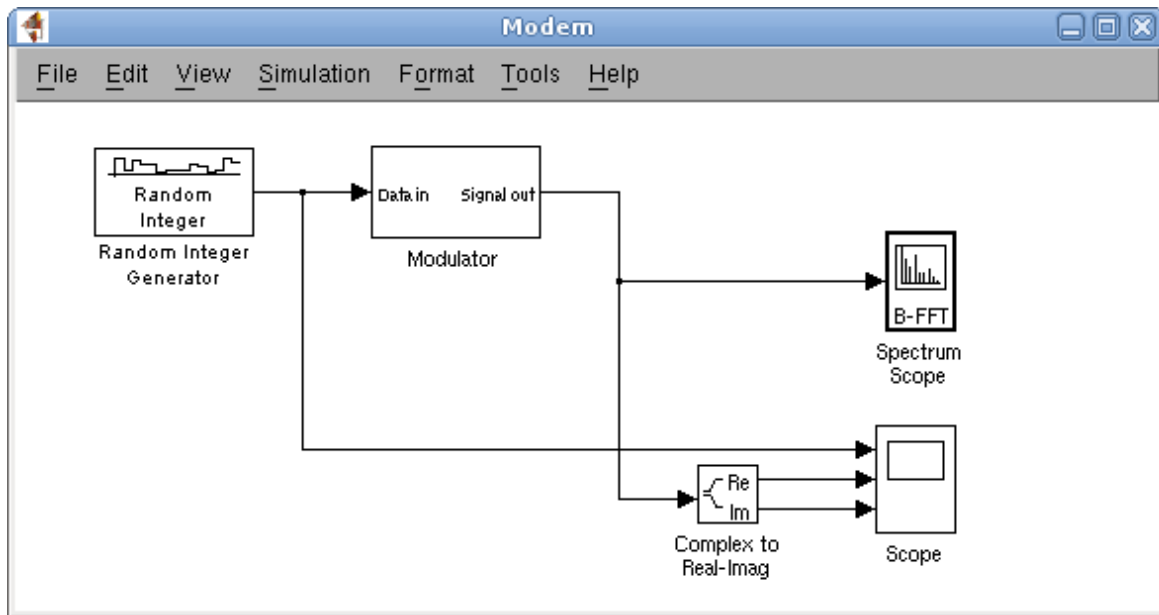 Modem
File Edit View Simulation Format Tools Help
Random
Integer
Random Integer
Generator
Data in Signal out
Modulator
B-FFT
Spectrum
Scope
Re
Im
Complex to
Real-Imag
Scope